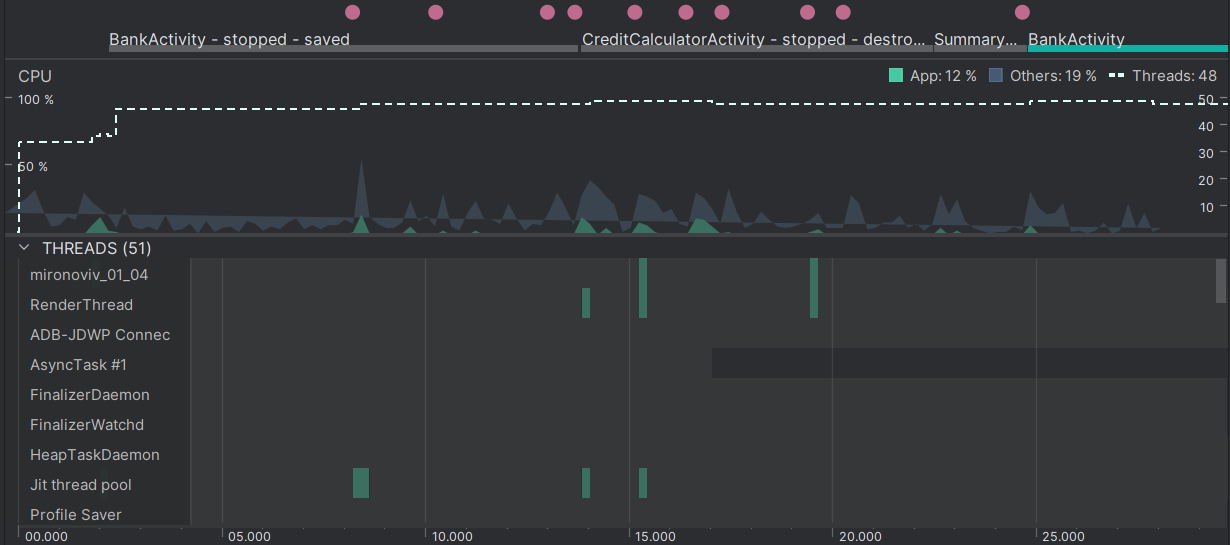 BankActivity - stopped - saved CreditCalculatorActivity - stopped - destro... Summary... BankActivity
CPU App: 12 % Others: 19 % Threads: 48
100 % 50
40
50 % 30
20
10
THREADS (51)
mironoviv_01_04
RenderThread
ADB-JDWP Connec
AsyncTask #1
FinalizerDaemon
FinalizerWatchd
HeapTaskDaemon
Jit thread pool
Profile Saver
00.000 05.000 10.000 15.000 20.000 25.000